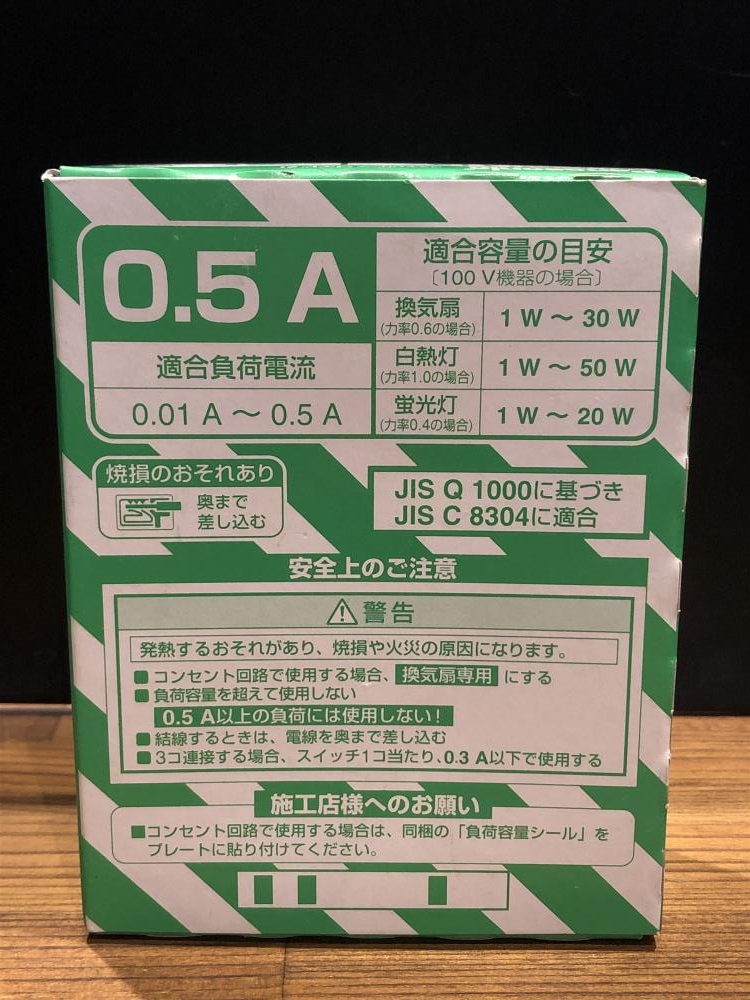 0.5 A
適合負荷電流
0.01 A ～ 0.5 A
適合容量の目安
〔100 V機器の場合〕
換気扇
(力率0.6の場合)
1 W ～ 30 W
白熱灯
(力率1.0の場合)
1 W ～ 50 W
蛍光灯
(力率0.4の場合)
1 W ～ 20 W
焼損のおそれあり
奥まで
差し込む
JIS Q 1000に基づき
JIS C 8304に適合
安全上のご注意
⚠警告
発熱するおそれがあり、焼損や火災の原因になります。
■コンセント回路で使用する場合、換気扇専用にする
■負荷容量を超えて使用しない
0.5 A以上の負荷には使用しない!
■結線するときは、電線を奥まで差し込む
■3コ連接する場合、スイッチ1コ当たり、0.3 A以下で使用する
施工店様へのお願い
■コンセント回路で使用する場合は、同梱の「負荷容量シール」を
プレートに貼り付けてください。